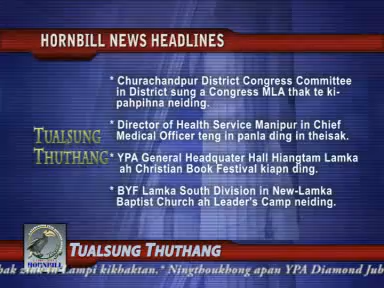 HORNBILL NEWS HEADLINES
* Churachandpur District Congress Committee
in District sung a Congress MLA thak te ki-
pahpihna neiding.
* Director of Health Service Manipur in Chief
Medical Officer teng in panla ding in theisak.
* YPA General Headquater Hall Hiangtam Lamka
ah Christian Book Festival kiapn ding.
* BYF Lamka South Division in New-Lamka
Baptist Church ah Leader's Camp neiding.
TUALSUNG
THUTHANG
HORNBILL
TUALSUNG THUTHANG
in Lampi kikhaktan.* Ningthoukhong apan YPA Diamond Jub